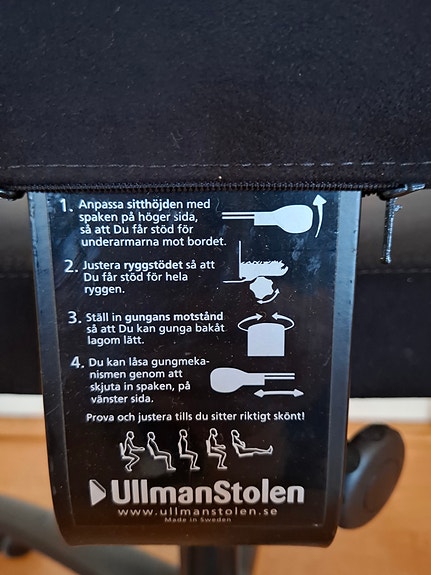 1. Anpassa sitthöjden med
spaken på höger sida,
så att Du får stöd för
underarmarna mot bordet.
2. Justera ryggstödet så att
Du får stöd för hela
ryggen.
3. Ställ in gungans motstånd
så att Du kan gunga bakåt
lagom lätt.
4. Du kan låsa gungmeka-
nismen genom att
skjuta in spaken, på
vänster sida.
Prova och justera tills du sitter riktigt skönt!
UllmanStolen
www.ullmanstolen.se
Made in Sweden